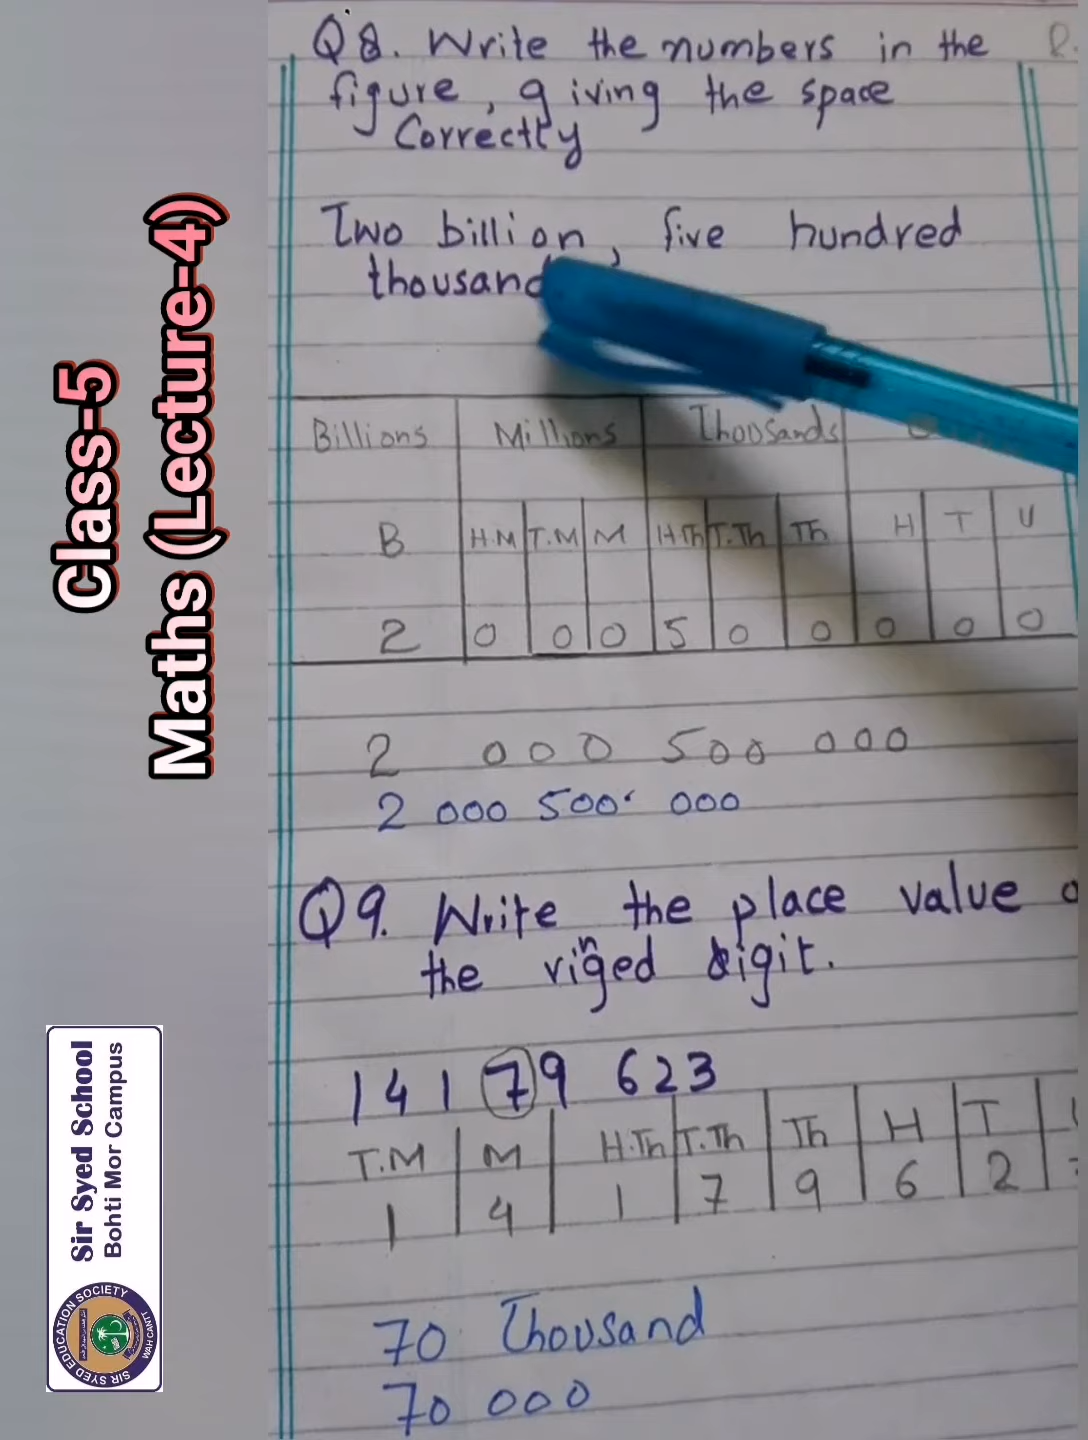 Class-5
Maths (Lecture-4)
Sir Syed School
Bohti Mor Campus
SIR SYED EDUCATION SOCIETY
WAH CANTT
Q8. Write the numbers in the
figure, giving the space
Correctly
Two billion, five hundred
thousand
Billions Millions Thousands
B H.M T.M M H.Th T.Th Th H T U
2 0 0 0 5 0 0 0 0 0
2 000 500 000
2 000 500 000
Q9. Write the place value
the ringed digit.
141 79 623
T.M M H.Th T.Th Th H T
1 4 1 7 9 6 2
70 Thousand
70 000